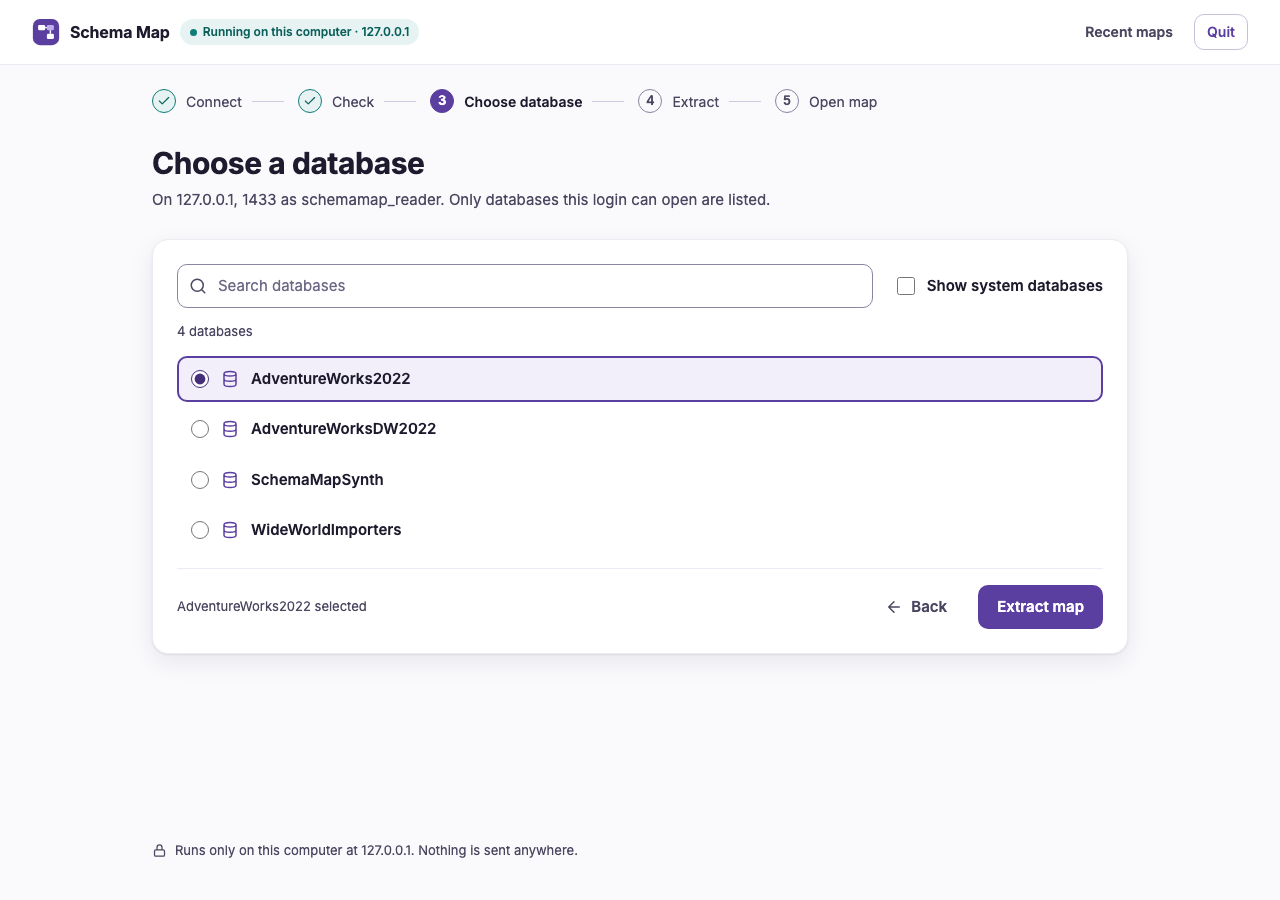 Schema Map
Running on this computer · 127.0.0.1
Recent maps
Quit
Connect
Check
3 Choose database
4 Extract
5 Open map
Choose a database
On 127.0.0.1, 1433 as schemamap_reader. Only databases this login can open are listed.
Search databases
Show system databases
4 databases
AdventureWorks2022
AdventureWorksDW2022
SchemaMapSynth
WideWorldImporters
AdventureWorks2022 selected
Back
Extract map
Runs only on this computer at 127.0.0.1. Nothing is sent anywhere.